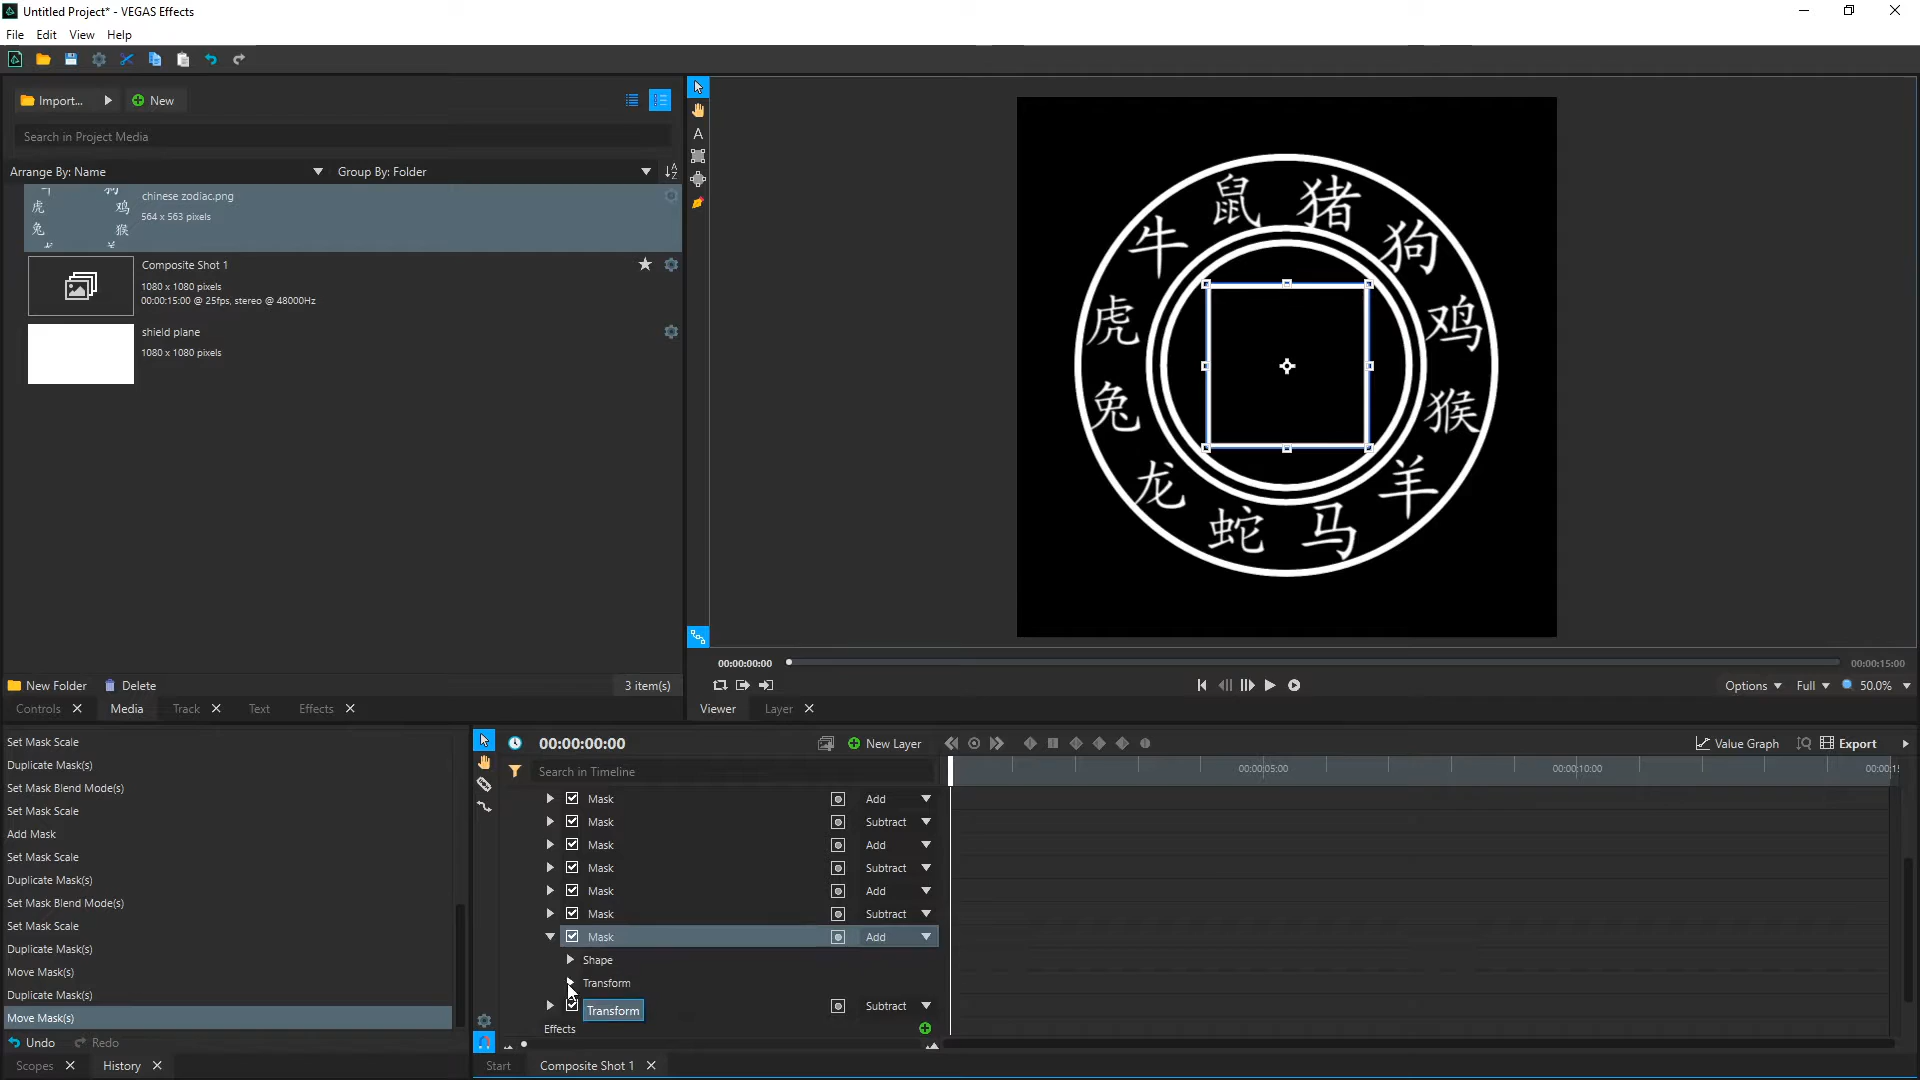 Untitled Project* - VEGAS Effects
File Edit View Help
Import... New
Search in Project Media
Arrange By: Name Group By: Folder
虎 鸡
兔 猴
chinese zodiac.png
564 x 563 pixels
Composite Shot 1
1080 x 1080 pixels
00:00:15:00 @ 25fps, stereo @ 48000Hz
shield plane
1080 x 1080 pixels
New Folder Delete 3 item(s)
Controls Media Track Text Effects
鼠 猪
牛 狗
虎 鸡
兔 猴
龙 羊
蛇 马
00:00:00:00 00:00:15:00
Options Full 50.0%
Viewer Layer
Set Mask Scale
Duplicate Mask(s)
Set Mask Blend Mode(s)
Set Mask Scale
Add Mask
Set Mask Scale
Duplicate Mask(s)
Set Mask Blend Mode(s)
Set Mask Scale
Duplicate Mask(s)
Move Mask(s)
Duplicate Mask(s)
Move Mask(s)
Undo Redo
Scopes History
00:00:00:00 New Layer Value Graph Export
Search in Timeline 00:00:05:00 00:00:10:00
Mask Add
Mask Subtract
Mask Add
Mask Subtract
Mask Add
Mask Subtract
Mask Add
Shape
Transform
Transform Subtract
Effects
Start Composite Shot 1